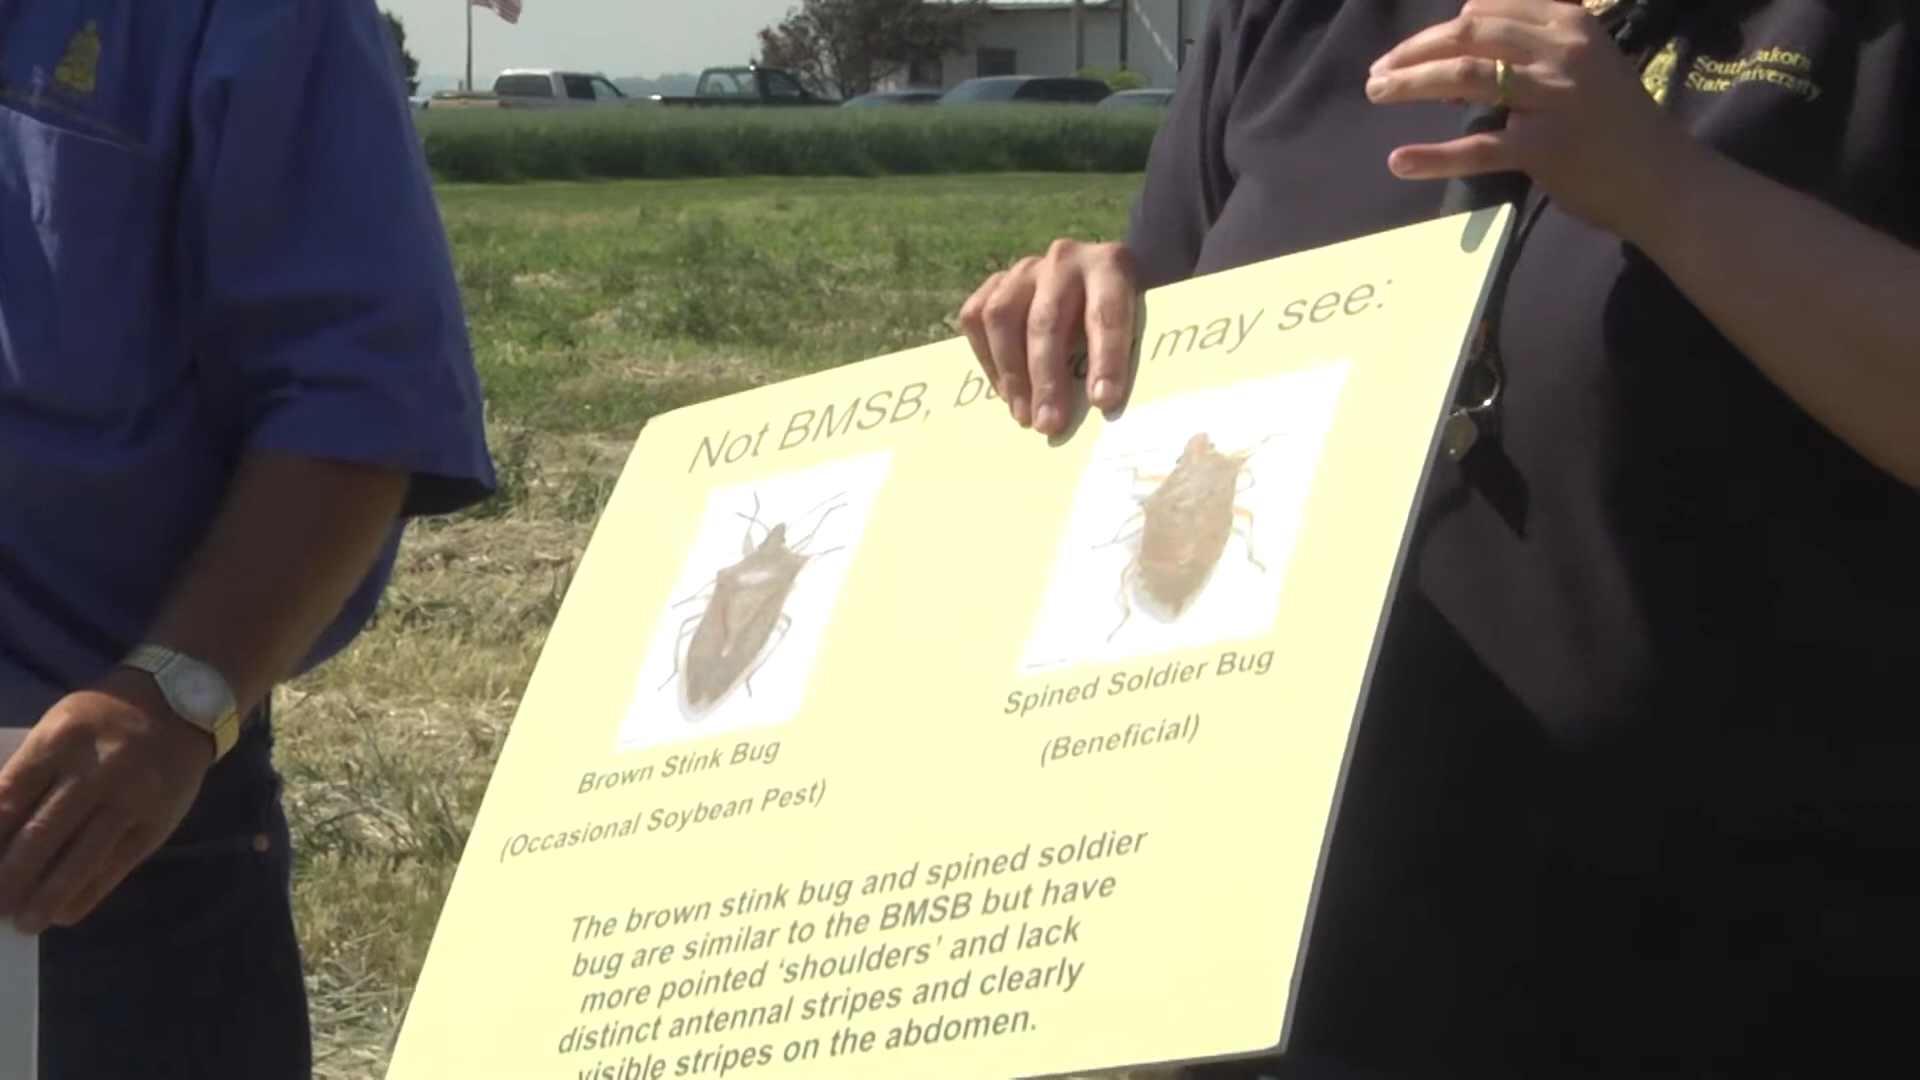 South Dakota
State University
Not BMSB, but you may see:
Brown Stink Bug
(Occasional Soybean Pest)
Spined Soldier Bug
(Beneficial)
The brown stink bug and spined soldier
bug are similar to the BMSB but have
more pointed ‘shoulders’ and lack
distinct antennal stripes and clearly
visible stripes on the abdomen.